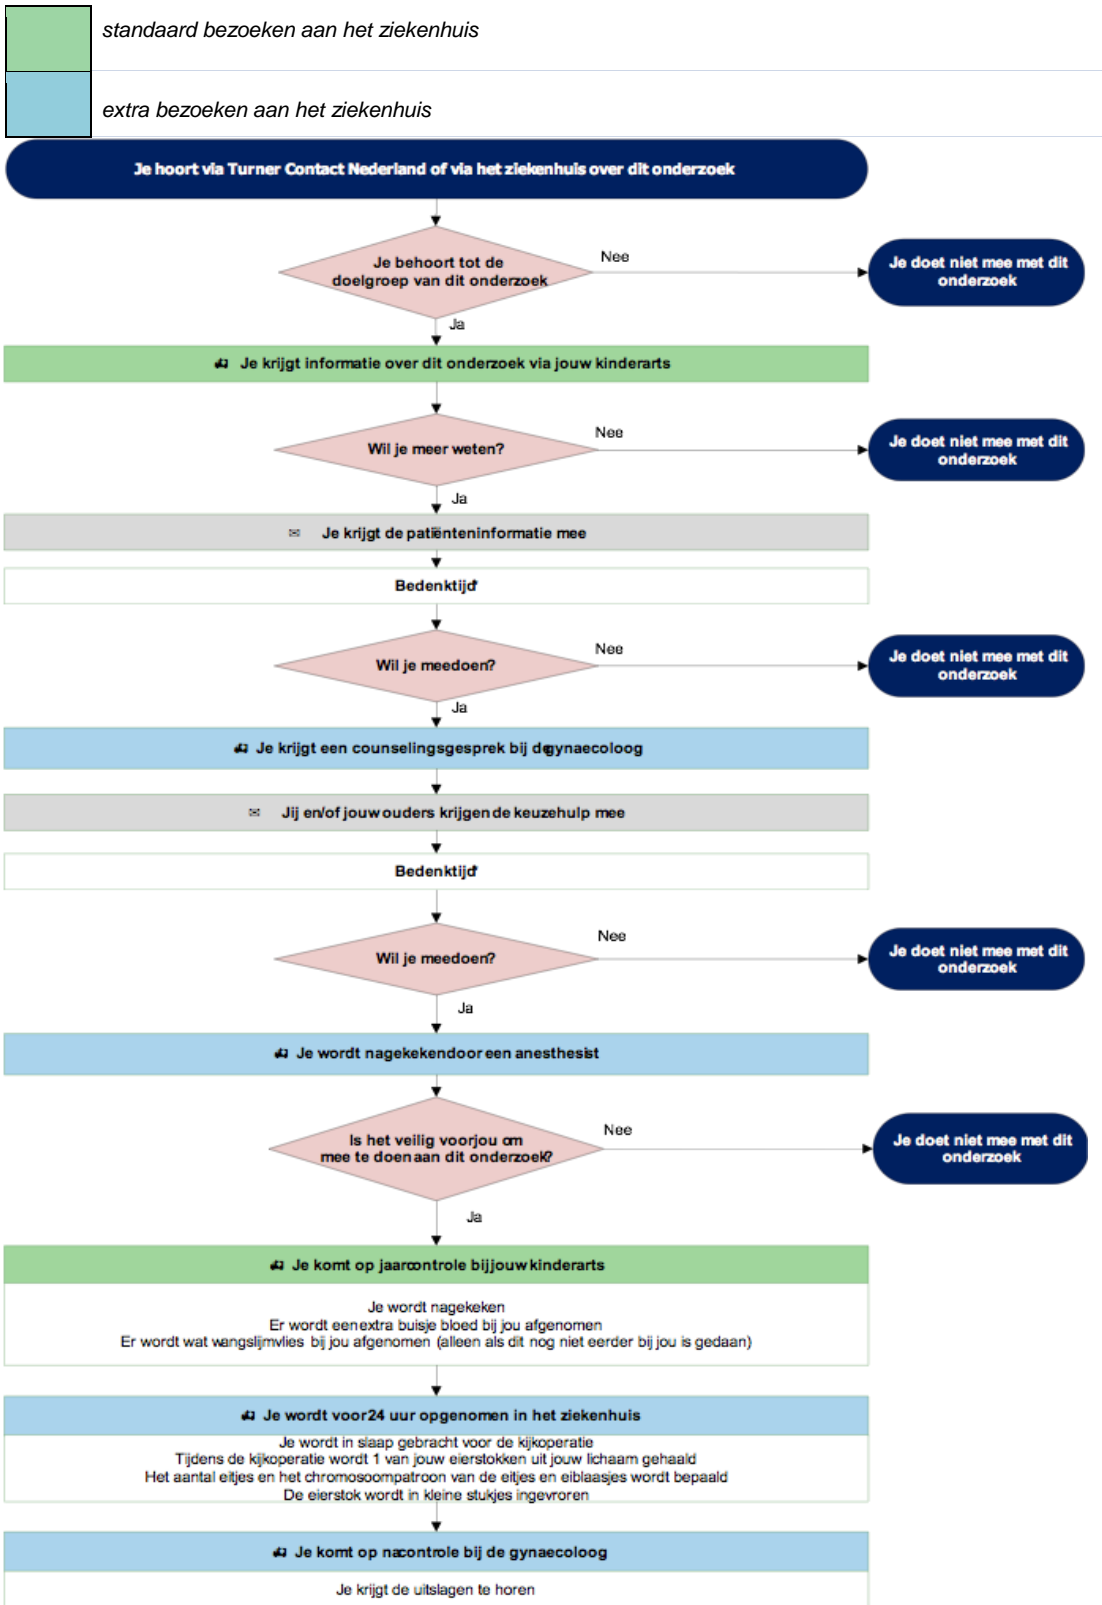 standaard bezoeken aan het ziekenhuis
extra bezoeken aan het ziekenhuis
Je hoort via Turner Contact Nederland of via het ziekenhuis over dit onderzoek
Je behoort tot de
doelgroep van dit onderzoek
Nee
Je doet niet mee met dit
onderzoek
Ja
Je krijgt informatie over dit onderzoek via jouw kinderarts
Wil je meer weten?
Nee
Je doet niet mee met dit
onderzoek
Ja
Je krijgt de patiënteninformatie mee
Bedenktijd*
Wil je meedoen?
Nee
Je doet niet mee met dit
onderzoek
Ja
Je krijgt een counselingsgesprek bij de gynaecoloog
Jij en/of jouw ouders krijgen de keuzehulp mee
Bedenktijd*
Wil je meedoen?
Nee
Je doet niet mee met dit
onderzoek
Ja
Je wordt nagekeken door een anesthesist
Is het veilig voor jou om
mee te doen aan dit onderzoek?
Nee
Je doet niet mee met dit
onderzoek
Ja
Je komt op jaarcontrole bij jouw kinderarts
Je wordt nagekeken
Er wordt een extra buisje bloed bij jou afgenomen
Er wordt wat wangslijmvlies bij jou afgenomen (alleen als dit nog niet eerder bij jou is gedaan)
Je wordt voor 24 uur opgenomen in het ziekenhuis
Je wordt in slaap gebracht voor de kijkoperatie
Tijdens de kijkoperatie wordt 1 van jouw eierstokken uit jouw lichaam gehaald
Het aantal eitjes en het chromosoompatroon van de eitjes en eiblaasjes wordt bepaald
De eierstok wordt in kleine stukjes ingevroren
Je komt op nacontrole bij de gynaecoloog
Je krijgt de uitslagen te horen